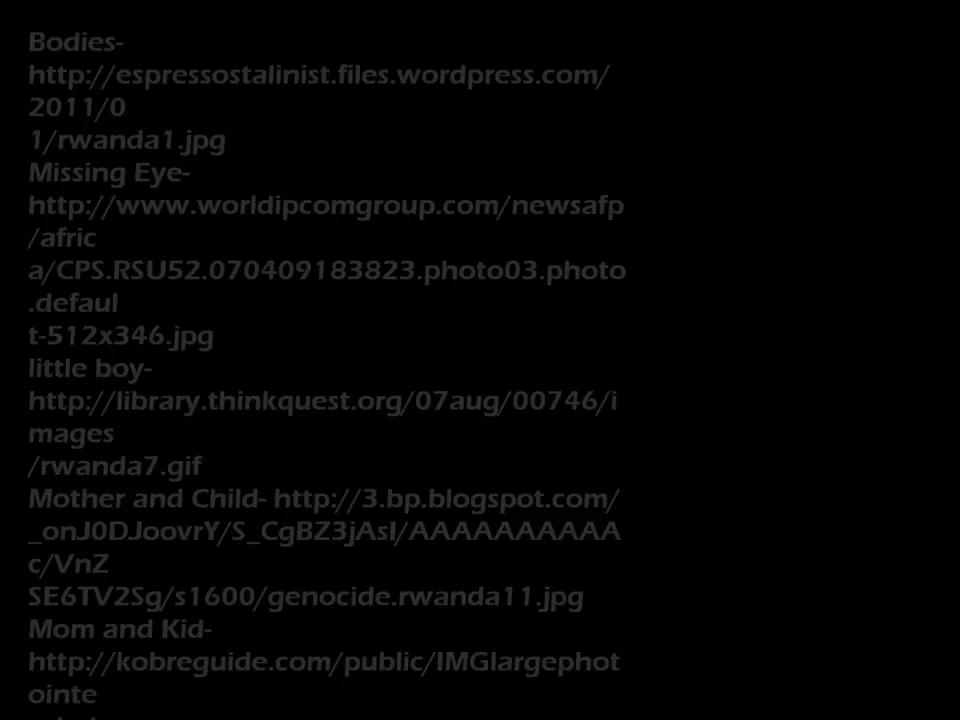 Bodies-
http://espressostalinist.files.wordpress.com/
2011/0
1/rwanda1.jpg
Missing Eye-
http://www.worldipcomgroup.com/newsafp
/afric
a/CPS.RSU52.070409183823.photo03.photo
.defaul
t-512x346.jpg
little boy-
http://library.thinkquest.org/07aug/00746/i
mages
/rwanda7.gif
Mother and Child- http://3.bp.blogspot.com/
_onJ0DJoovrY/S_CgBZ3jAsI/AAAAAAAAAA
c/VnZ
SE6TV2Sg/s1600/genocide.rwanda11.jpg
Mom and Kid-
http://kobreguide.com/public/IMGlargephot
ointe